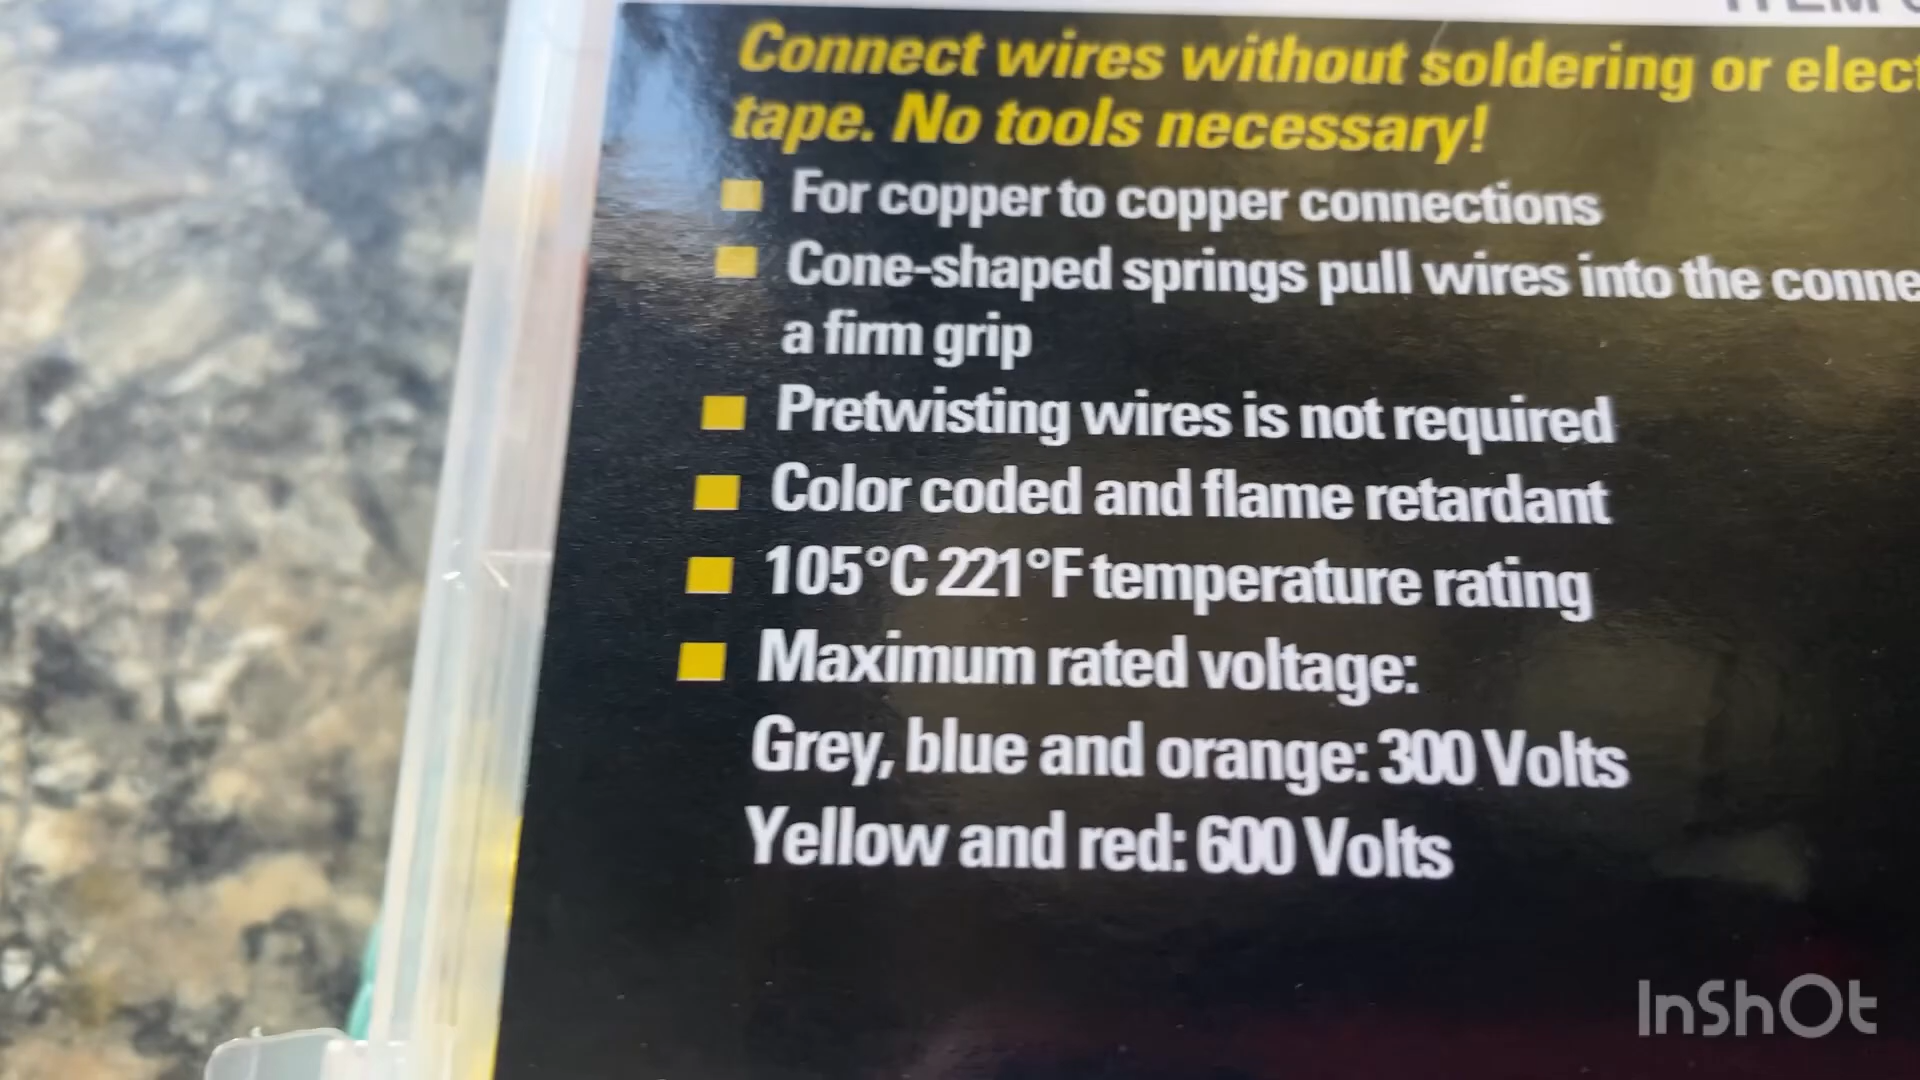 Connect wires without soldering or elect
tape. No tools necessary!
For copper to copper connections
Cone-shaped springs pull wires into the conne
a firm grip
Pretwisting wires is not required
Color coded and flame retardant
105°C 221°F temperature rating
Maximum rated voltage:
Grey, blue and orange: 300 Volts
Yellow and red: 600 Volts
InShOt